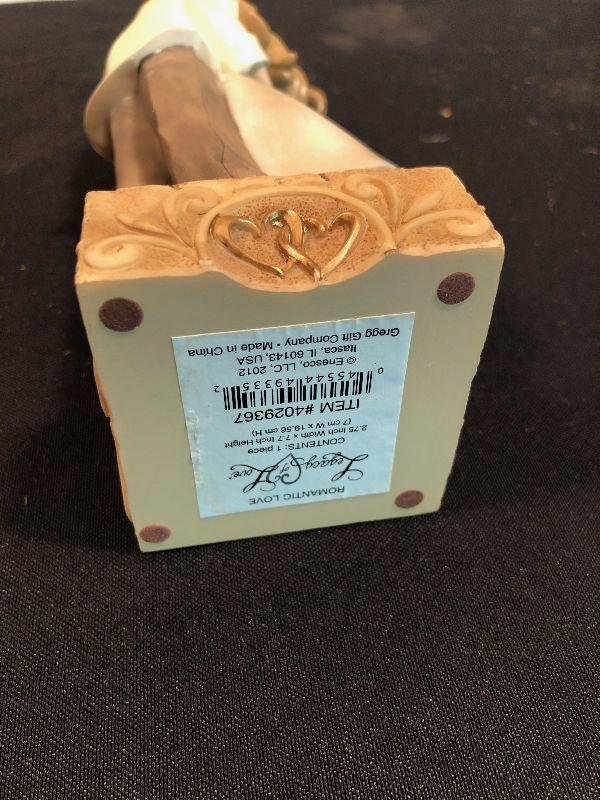 ROMANTIC LOVE
Legacy of Love
CONTENTS: 1 piece
2.75 Inch Width x 7.7 Inch Height
(7 cm W x 19.56 cm H)
ITEM #4029367
0 45544 49335 2
© Enesco, LLC, 2012
Itasca, IL 60143, USA
Gregg Gift Company • Made in China